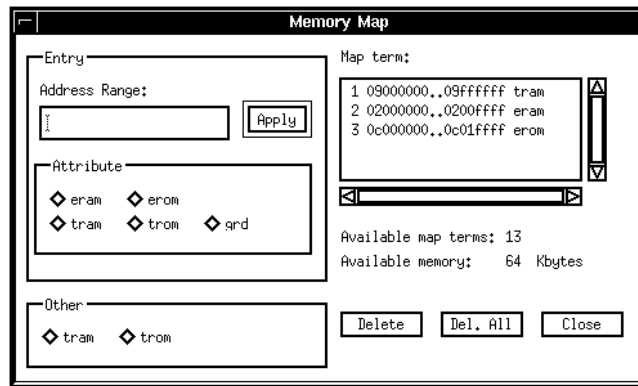 Memory Map
Entry
Address Range:
Apply
Attribute
eram erom
tram trom grd
Other
tram trom
Map term:
1 09000000..09ffffff tram
2 02000000..0200ffff eram
3 0c000000..0c01ffff erom
Available map terms: 13
Available memory: 64 Kbytes
Delete Del. All Close